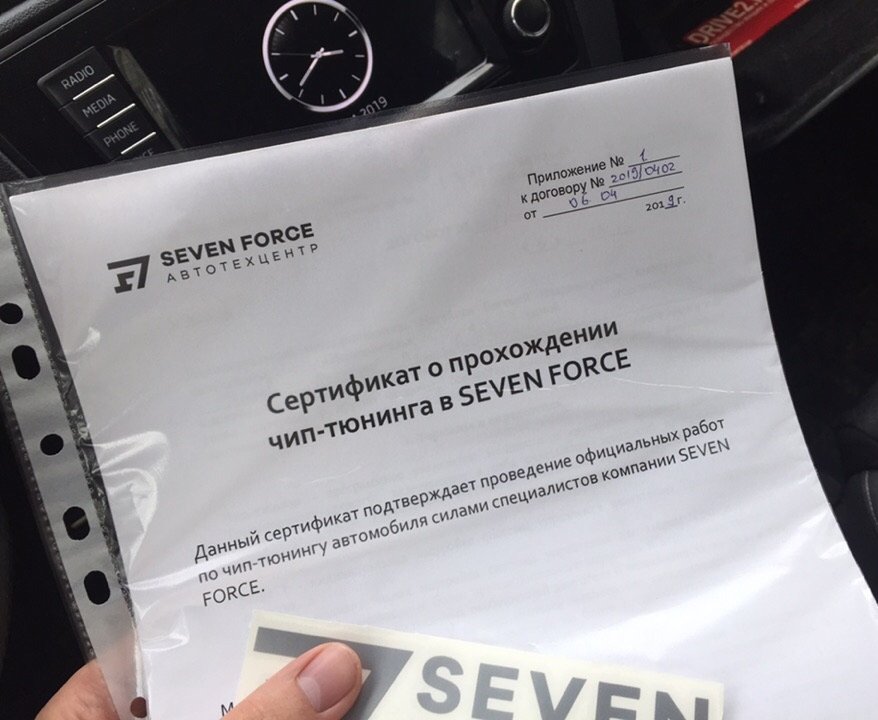 RADIO
MEDIA
PHONE
2019
DRIVE2.
Приложение № 1
к договору № 2019/0402
от 06 04 2019 г.
SEVEN FORCE
АВТОТЕХЦЕНТР
Сертификат о прохождении
чип-тюнинга в SEVEN FORCE
Данный сертификат подтверждает проведение официальных работ
по чип-тюнингу автомобиля силами специалистов компании SEVEN
FORCE.
SEVEN